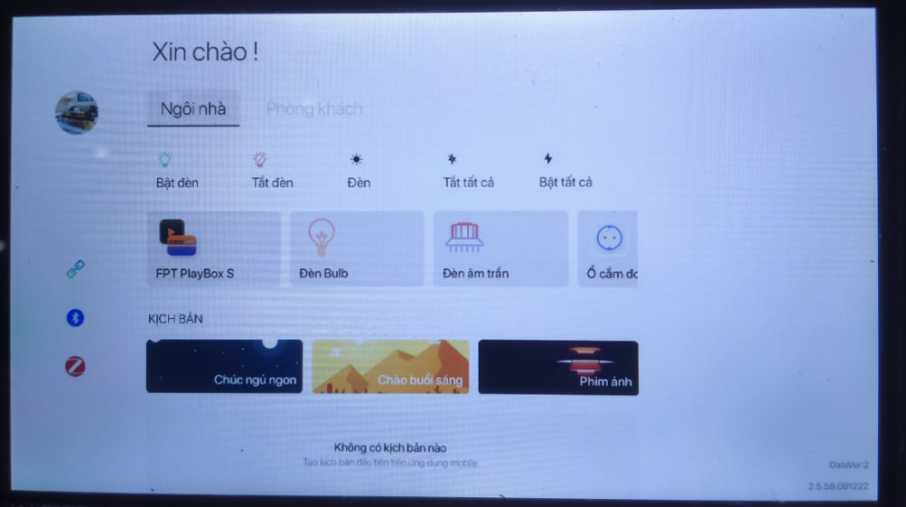 Xin chào !
Ngôi nhà
Phòng khách
Bật đèn
Tắt đèn
Đèn
Tắt tất cả
Bật tất cả
FPT PlayBox S
Đèn Bulb
Đèn âm trần
Ổ cắm đơ
KỊCH BẢN
Chúc ngủ ngon
Chào buổi sáng
Phim ảnh
Không có kịch bản nào
Tạo kịch bản đầu tiên trên ứng dụng mobile
DataVer:2
2.5.58.091222